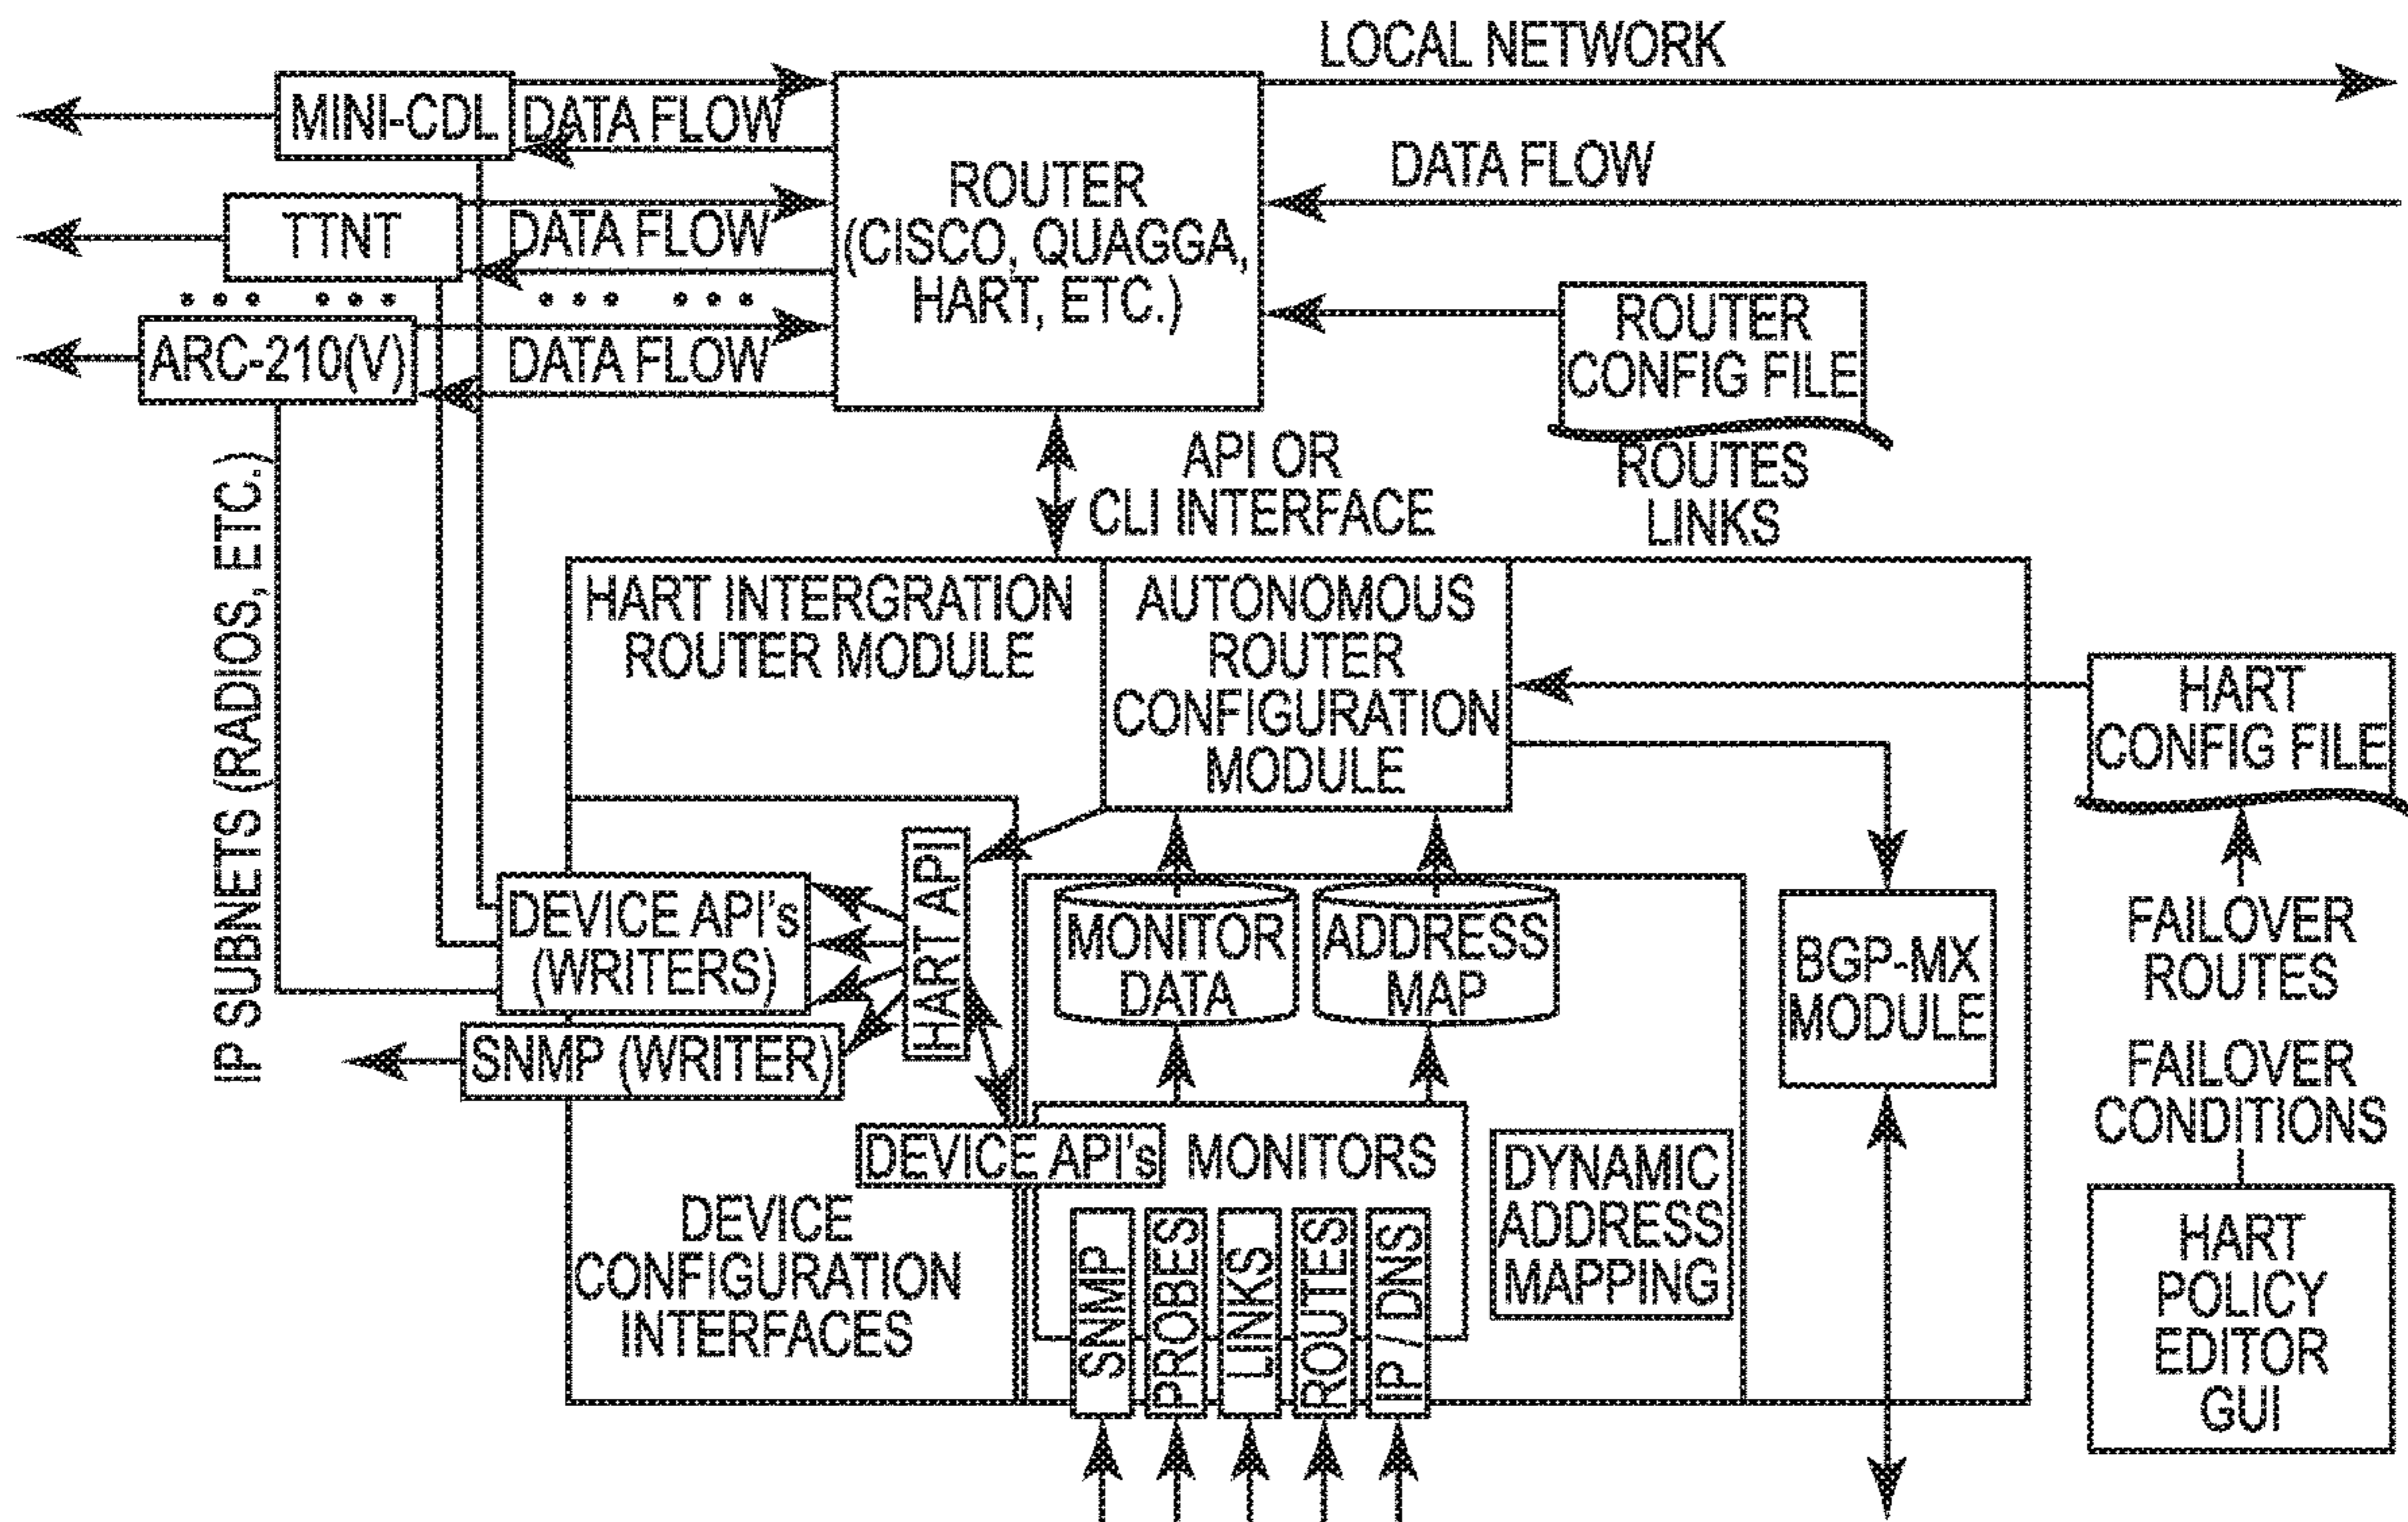 LOCAL NETWORK
MINI-CDL
DATA FLOW
DATA FLOW
TTNT
DATA FLOW
ROUTER
(CISCO, QUAGGA,
HART, ETC.)
ARC-210(V)
DATA FLOW
ROUTER
CONFIG FILE
ROUTES
LINKS
API OR
CLI INTERFACE
IP SUBNETS (RADIOS, ETC.)
HART INTERGRATION
ROUTER MODULE
AUTONOMOUS
ROUTER
CONFIGURATION
MODULE
HART
CONFIG FILE
HART API
DEVICE API's
(WRITERS)
SNMP (WRITER)
MONITOR
DATA
ADDRESS
MAP
BGP-MX
MODULE
FAILOVER
ROUTES
FAILOVER
CONDITIONS
DEVICE API's
MONITORS
DYNAMIC
ADDRESS
MAPPING
DEVICE
CONFIGURATION
INTERFACES
SNMP
PROBES
LINKS
ROUTES
IP / DNS
HART
POLICY
EDITOR
GUI